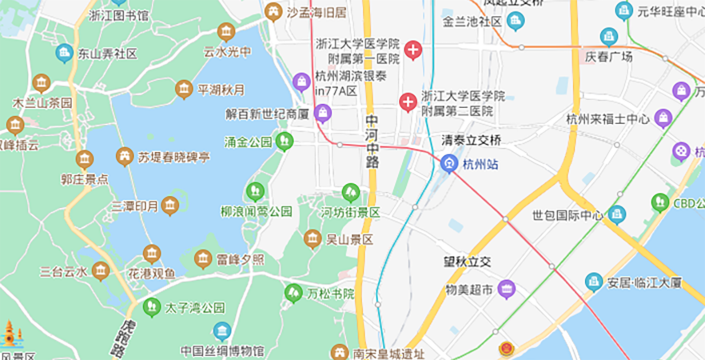 凤起立交桥
沙孟海旧居
浙江图书馆
元华旺座中心
金兰池社区
云水光中
东山弄社区
浙江大学医学院
附属第一医院
庆春广场
杭州湖滨银泰
in77A区
平湖秋月
木兰山茶园
浙江大学医学院
附属第二医院
解百新世纪商厦
杭州来福士中心
中河中路
涌金公园
清泰立交桥
双峰插云
苏堤春晓碑亭
杭州站
郭庄景点
三潭印月
柳浪闻莺公园
河坊街景区
世包国际中心
CBD公
吴山景区
雷峰夕照
望秋立交
三台云水
花港观鱼
安居·临江大厦
物美超市
万松书院
太子湾公园
虎跑路
中国丝绸博物馆
南宋皇城遗址
风景区